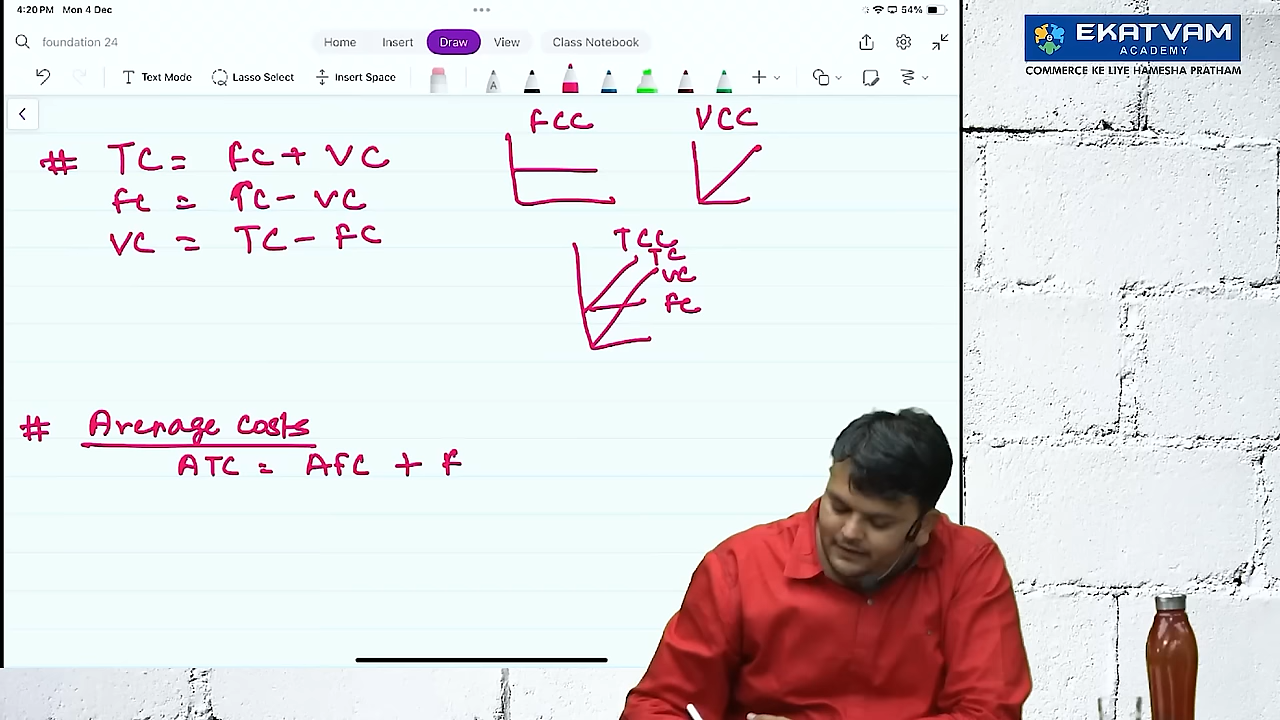 4:20 PM Mon 4 Dec
54%
foundation 24
Home Insert Draw View Class Notebook
Text Mode Lasso Select Insert Space
EKATVAM
ACADEMY
COMMERCE KE LIYE HAMESHA PRATHAM
# TC = FC + VC
FC = TC - VC
VC = TC - FC
FCC
VCC
TCC
TC
VC
FC
# Average costs
ATC = AFC + F